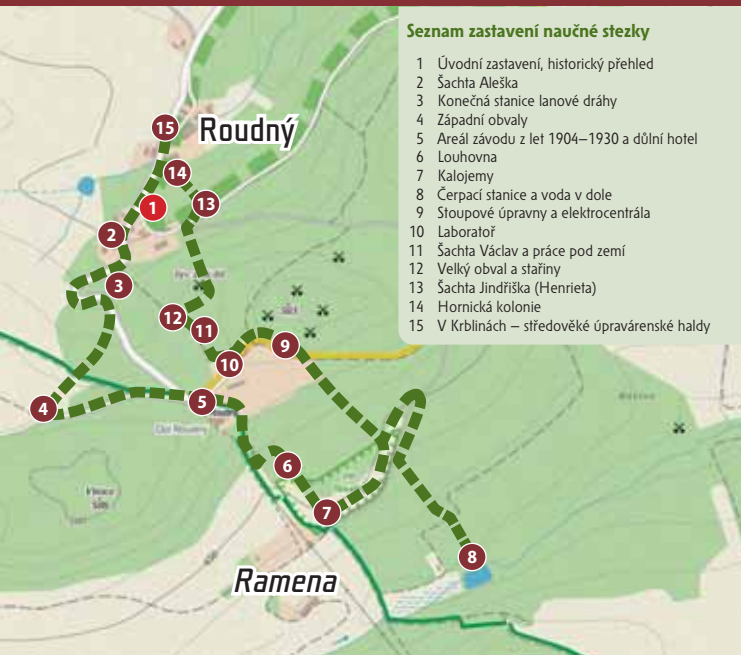 Seznam zastavení naučné stezky
1 Úvodní zastavení, historický přehled
2 Šachta Aleška
3 Konečná stanice lanové dráhy
4 Západní obvaly
5 Areál závodu z let 1904–1930 a důlní hotel
6 Louhovna
7 Kalojemy
8 Čerpací stanice a voda v dole
9 Stoupové úpravny a elektrocentrála
10 Laboratoř
11 Šachta Václav a práce pod zemí
12 Velký obval a stařiny
13 Šachta Jindřiška (Henrieta)
14 Hornická kolonie
15 V Krblinách – středověké úpravárenské haldy
15
Roudný
14
1
13
2
3
12
11
10
9
4
5
6
7
8
Ramena